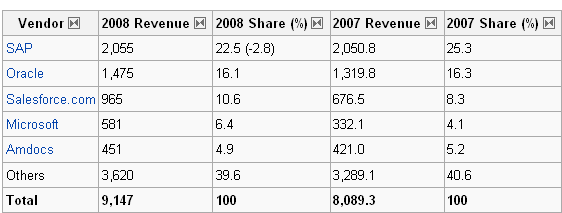 Vendor 2008 Revenue 2008 Share (%) 2007 Revenue 2007 Share (%)
SAP 2,055 22.5 (-2.8) 2,050.8 25.3
Oracle 1,475 16.1 1,319.8 16.3
Salesforce.com 965 10.6 676.5 8.3
Microsoft 581 6.4 332.1 4.1
Amdocs 451 4.9 421.0 5.2
Others 3,620 39.6 3,289.1 40.6
Total 9,147 100 8,089.3 100